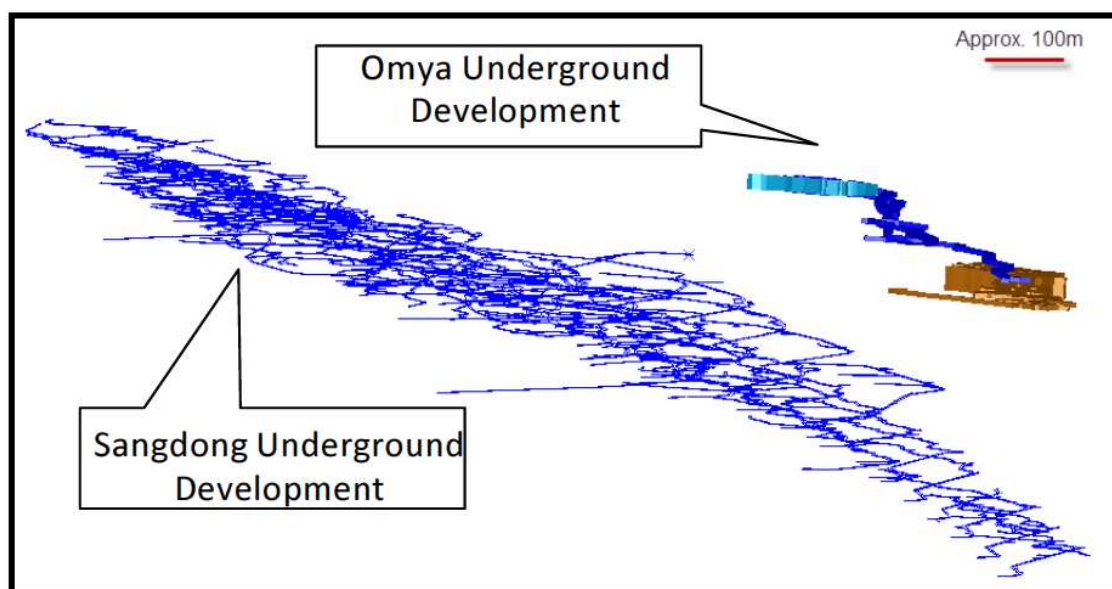 Approx. 100m
Omya Underground
Development
Sangdong Underground
Development